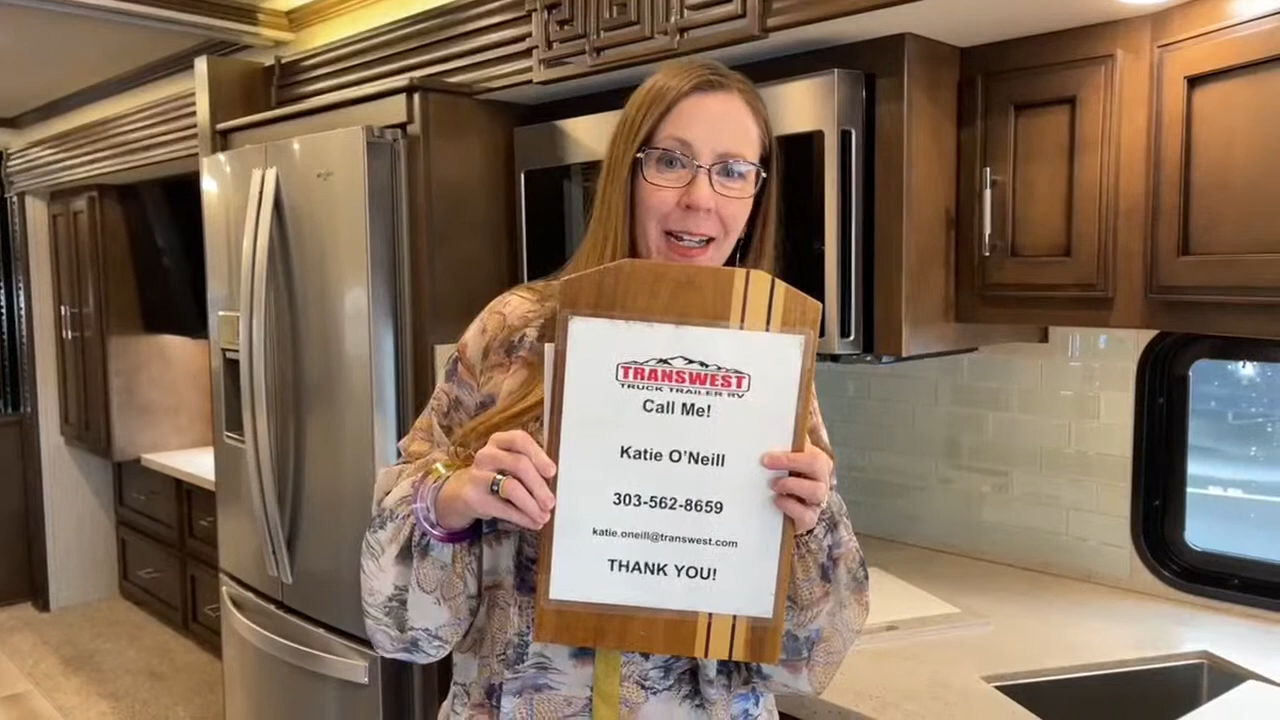 TRANSWEST
TRUCK TRAILER RV
Call Me!
Katie O'Neill
303-562-8659
katie.oneill@transwest.com
THANK YOU!